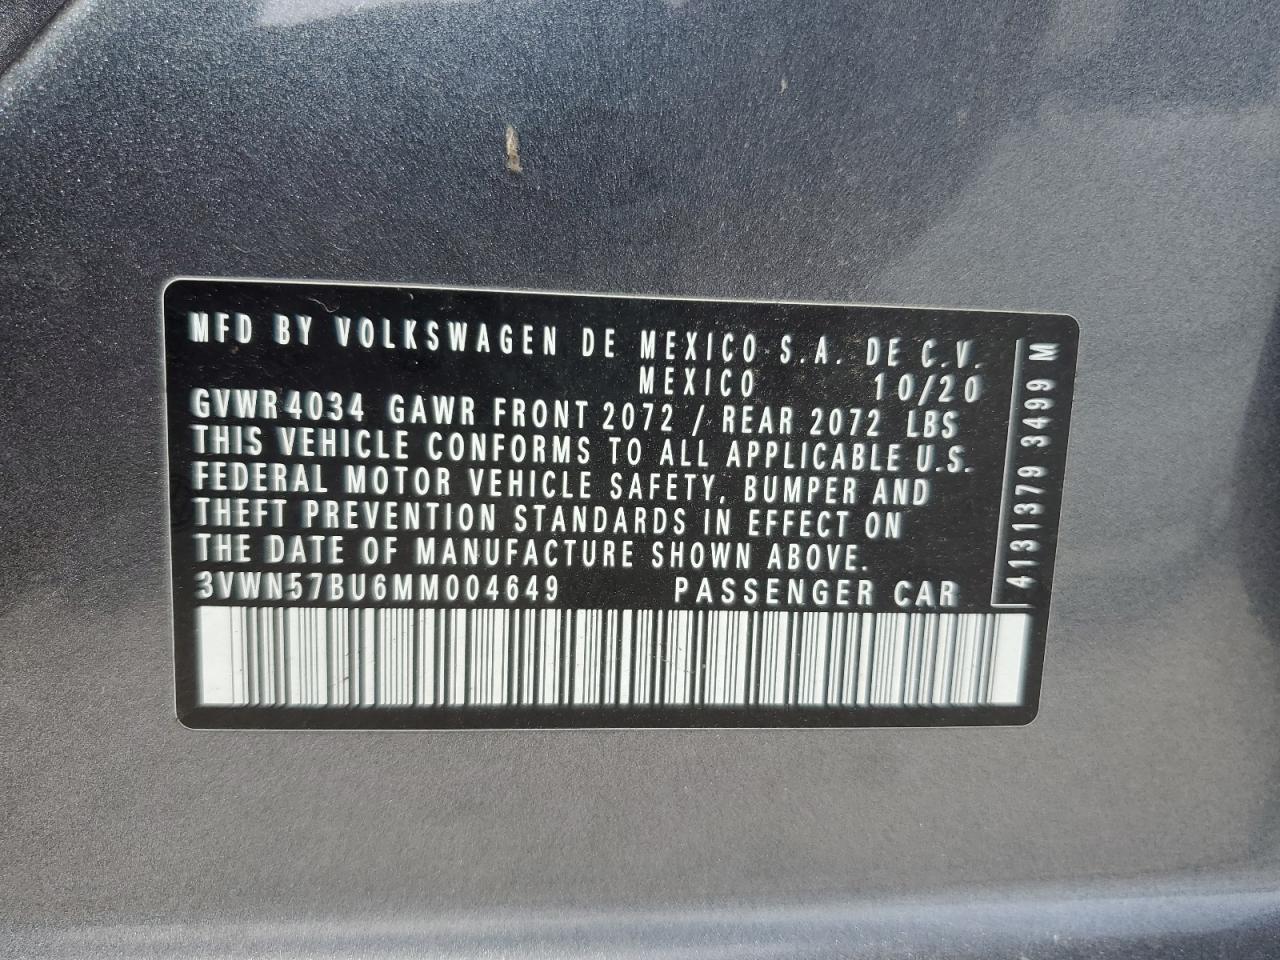 MFD BY VOLKSWAGEN DE MEXICO S.A. DE C.V.
MEXICO 10/20
GVWR 4034 GAWR FRONT 2072 / REAR 2072 LBS
THIS VEHICLE CONFORMS TO ALL APPLICABLE U.S.
FEDERAL MOTOR VEHICLE SAFETY, BUMPER AND
THEFT PREVENTION STANDARDS IN EFFECT ON
THE DATE OF MANUFACTURE SHOWN ABOVE.
3VWN57BU6MM004649 PASSENGER CAR
4131379 3499 M